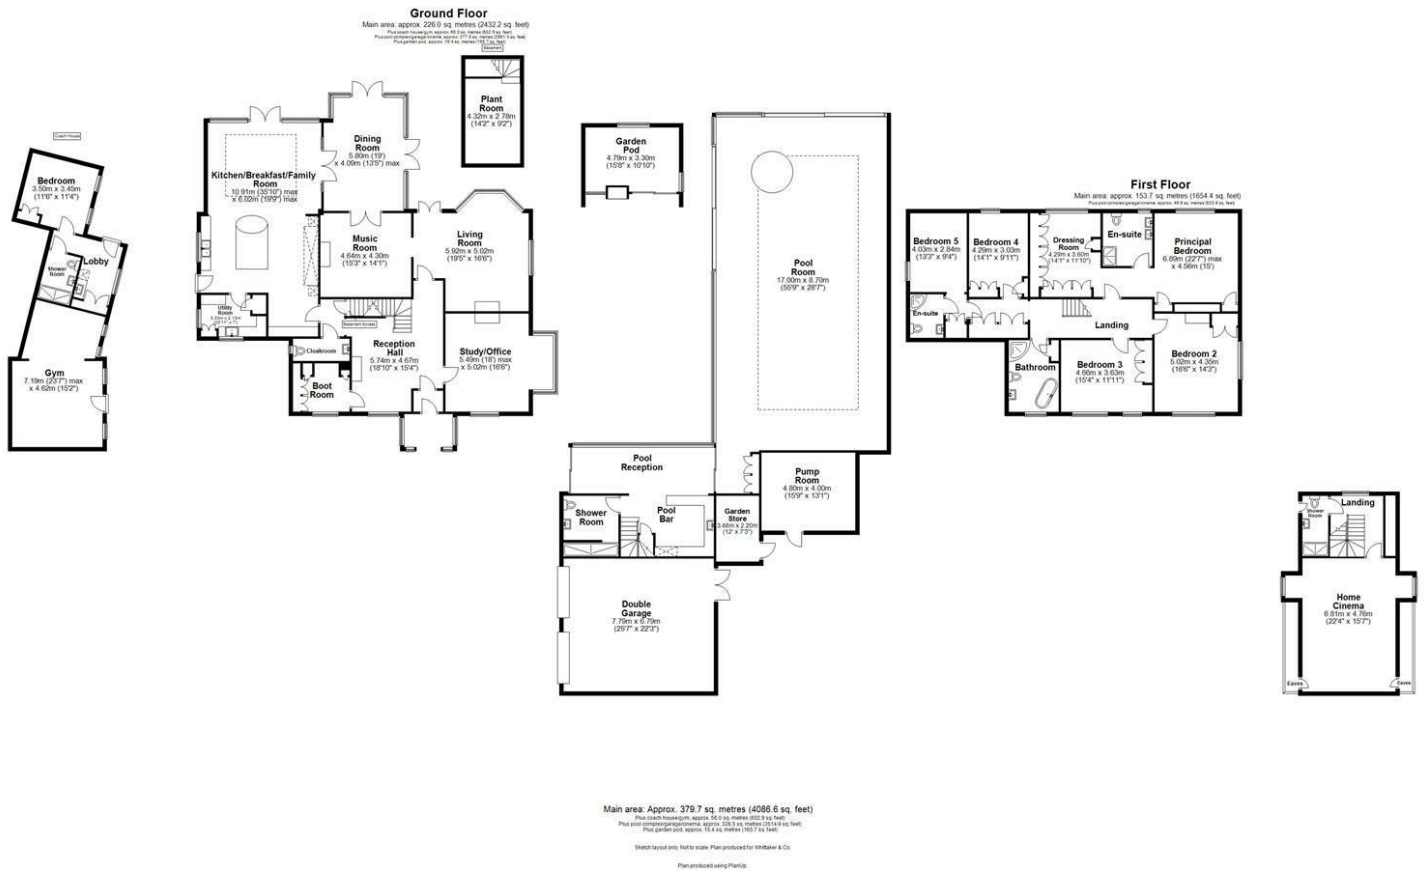 Ground Floor
Main area: approx. 226.0 sq. metres (2432.2 sq. feet)
Basement
Plant
Room
4.32m x 2.78m
(14'2" x 9'2")
Dining
Room
5.80m (19')
x 4.09m (13'5") max
Kitchen/Breakfast/Family
Room
10.91m (35'10") max
x 6.02m (19'9") max
Music
Room
4.64m x 4.30m
(15'3" x 14'1")
Living
Room
5.92m x 5.02m
(19'5" x 16'6")
Utility
Room
Basement Access
Cloakroom
Reception
Hall
5.74m x 4.67m
(18'10" x 15'4")
Study/Office
5.49m (18') max
x 5.02m (16'6")
Boot
Room
Coach House
Bedroom
3.50m x 3.45m
(11'6" x 11'4")
Lobby
Shower
Room
Gym
7.19m (23'7") max
x 4.62m (15'2")
Garden
Pod
4.79m x 3.30m
(15'8" x 10'10")
Pool
Room
17.00m x 8.70m
(55'9" x 28'7")
Pool
Reception
Pump
Room
4.80m x 4.00m
(15'9" x 13'1")
Shower
Room
Pool
Bar
Garden
Store
3.66m x 2.20m
(12' x 7'3")
Double
Garage
7.79m x 6.79m
(25'7" x 22'3")
First Floor
Main area: approx. 153.7 sq. metres (1654.4 sq. feet)
Bedroom 5
4.03m x 2.84m
(13'3" x 9'4")
Bedroom 4
4.29m x 3.03m
(14'1" x 9'11")
Dressing
Room
4.29m x 3.60m
(14'1" x 11'10")
En-suite
Principal
Bedroom
6.89m (22'7") max
x 4.56m (15')
En-suite
Landing
Bathroom
Bedroom 3
4.66m x 3.63m
(15'4" x 11'11")
Bedroom 2
5.02m x 4.35m
(16'6" x 14'3")
Landing
Shower
Room
Home
Cinema
6.81m x 4.76m
(22'4" x 15'7")
Eaves
Eaves
Main area: Approx. 379.7 sq. metres (4086.6 sq. feet)
Plus coach house/gym, approx. 56.0 sq. metres (602.9 sq. feet)
Plus pool complex/garage/cinema, approx. 326.5 sq. metres (3514.9 sq. feet)
Plus garden pod, approx. 15.4 sq. metres (165.7 sq. feet)
Sketch layout only. Not to scale. Plan produced for Whittaker & Co.
Plan produced using PlanUp.